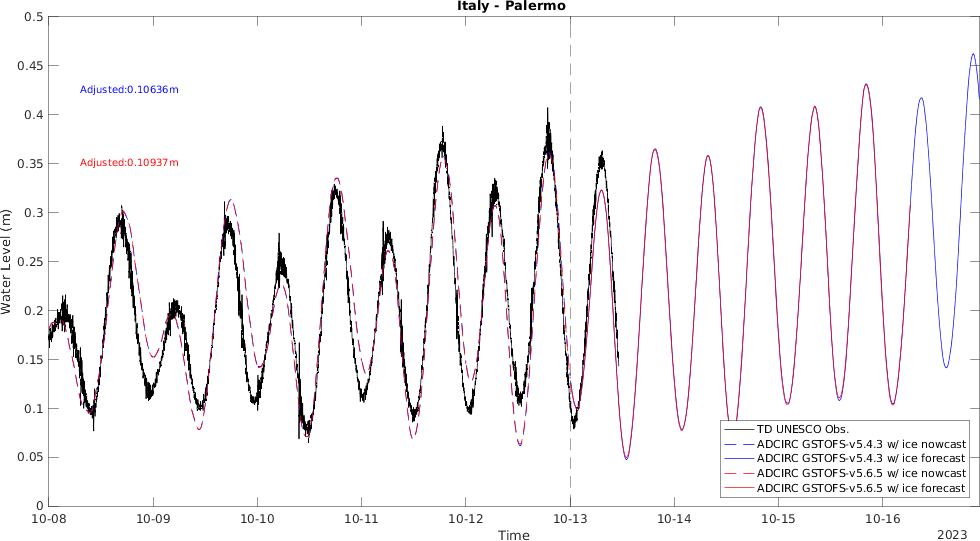 Italy - Palermo
0.5
0.45
0.4
0.35
0.3
0.25
0.2
0.15
0.1
0.05
0
Water Level (m)
Adjusted:0.10636m
Adjusted:0.10937m
TD UNESCO Obs.
ADCIRC GSTOFS-v5.4.3 w/ ice nowcast
ADCIRC GSTOFS-v5.4.3 w/ ice forecast
ADCIRC GSTOFS-v5.6.5 w/ ice nowcast
ADCIRC GSTOFS-v5.6.5 w/ ice forecast
10-08 10-09 10-10 10-11 10-12 10-13 10-14 10-15 10-16
Time
2023